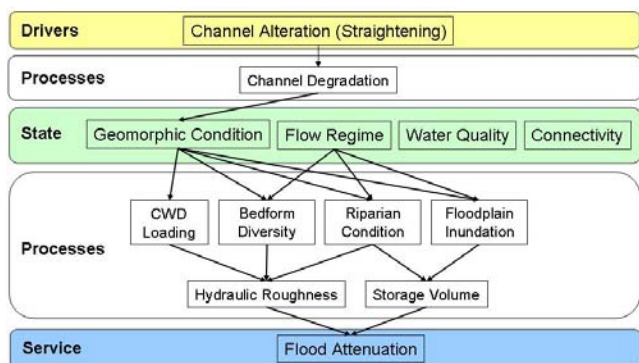 Drivers
Channel Alteration (Straightening)
Processes
Channel Degradation
State
Geomorphic Condition
Flow Regime
Water Quality
Connectivity
Processes
CWD
Loading
Bedform
Diversity
Riparian
Condition
Floodplain
Inundation
Hydraulic Roughness
Storage Volume
Service
Flood Attenuation